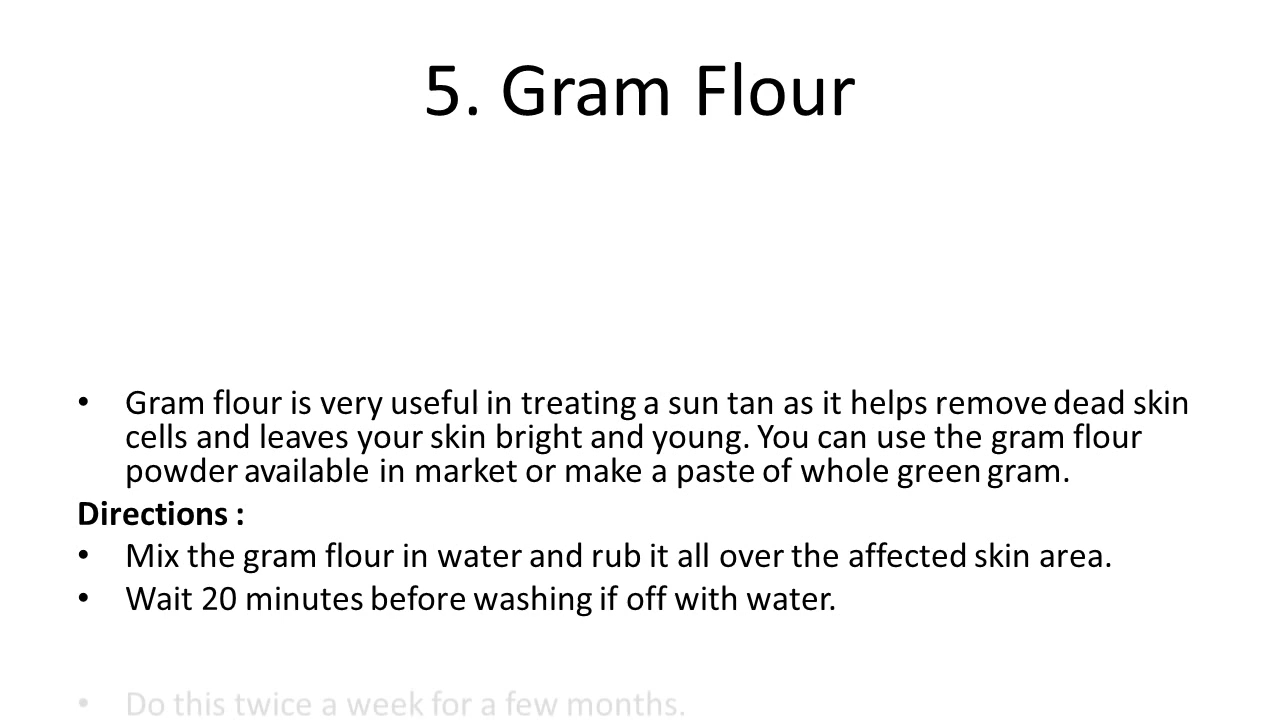 5. Gram Flour
• Gram flour is very useful in treating a sun tan as it helps remove dead skin
cells and leaves your skin bright and young. You can use the gram flour
powder available in market or make a paste of whole green gram.
Directions :
• Mix the gram flour in water and rub it all over the affected skin area.
• Wait 20 minutes before washing if off with water.
• Do this twice a week for a few months.